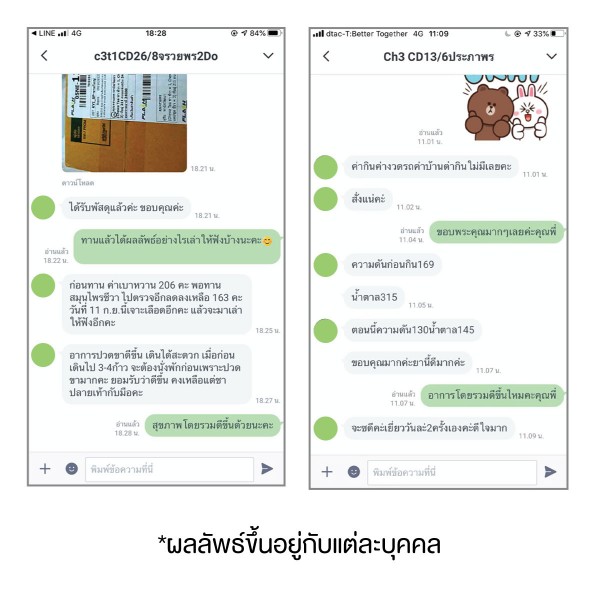 LINE 4G 18:28 84%
c3t1CD26/8จรวยพร2Do
18.21 น.
ดาวน์โหลด
ได้รับพัสดุแล้วค่ะ ขอบคุณค่ะ
18.21 น.
ทานแล้วได้ผลลัพธ์อย่างไรเล่าให้ฟังบ้างนะคะ😊
อ่านแล้ว
18.22 น.
ก่อนทาน ค่าเบาหวาน 206 คะ พอทาน
สมุนไพรชีวา ไปตรวจอีกลดลงเหลือ 163 คะ
วันที่ 11 ก.ย.นี้เจาะเลือดอีกคะ แล้วจะมาเล่า
ให้ฟังอีกคะ
18.25 น.
อาการปวดขาดีขึ้น เดินได้สะดวก เมื่อก่อน
เดินไป 3-4ก้าว จะต้องนั่งพักก่อนเพราะปวด
ขามากคะ ยอมรับว่าดีขึ้น คงเหลือแต่ชา
ปลายเท้ากับมือคะ
18.27 น.
อ่านแล้ว
18.28 น.
สุขภาพโดยรวมดีขึ้นด้วยนะคะ
พิมพ์ข้อความที่นี่
dtac-T:Better Together 4G 11:09 33%
Ch3 CD13/6ประภาพร
อ่านแล้ว
11.01 น.
ค่ากินค่างวดรถค่าบ้านค่ากินไม่มีเลยคะ
11.01 น.
สั่งแน่คะ
11.02 น.
อ่านแล้ว
11.04 น.
ขอบพระคุณมากๆเลยค่ะคุณพี่
ความดันก่อนกิน169
น้ำตาล315
11.05 น.
ตอนนี้ความดัน130น้ำตาล145
ขอบคุณมากค่ะยานี้ดีมากค่ะ
11.07 น.
อ่านแล้ว
11.07 น.
อาการโดยรวมดีขึ้นไหมคะคุณพี่
จะชดีคะเยี่ยววันละ2ครั้งเองคะดีใจมาก
11.09 น.
พิมพ์ข้อความที่นี่
*ผลลัพธ์ขึ้นอยู่กับแต่ละบุคคล